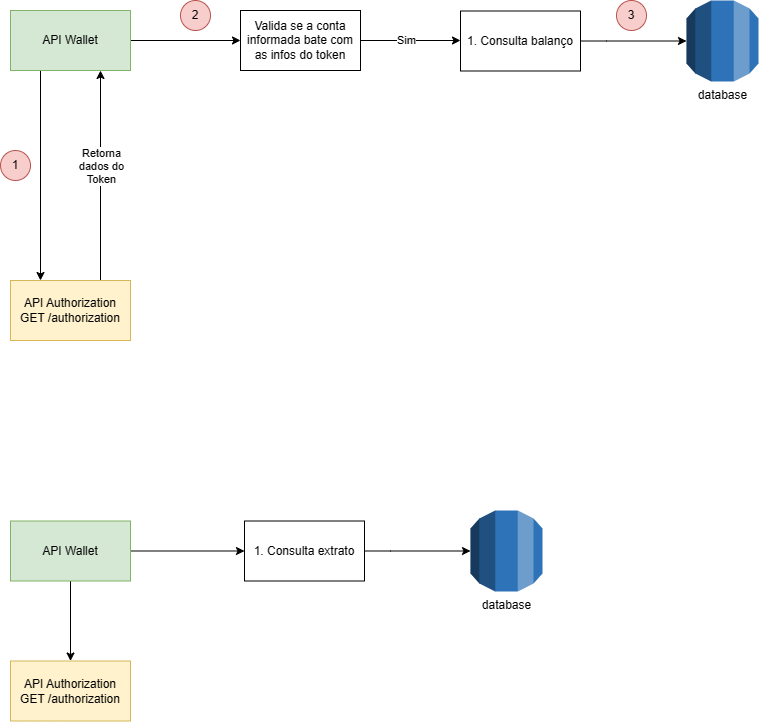 2
3
API Wallet
Valida se a conta
informada bate com
as infos do token
Sim
1. Consulta balanço
database
1
Retorna
dados do
Token
API Authorization
GET /authorization
API Wallet
1. Consulta extrato
database
API Authorization
GET /authorization